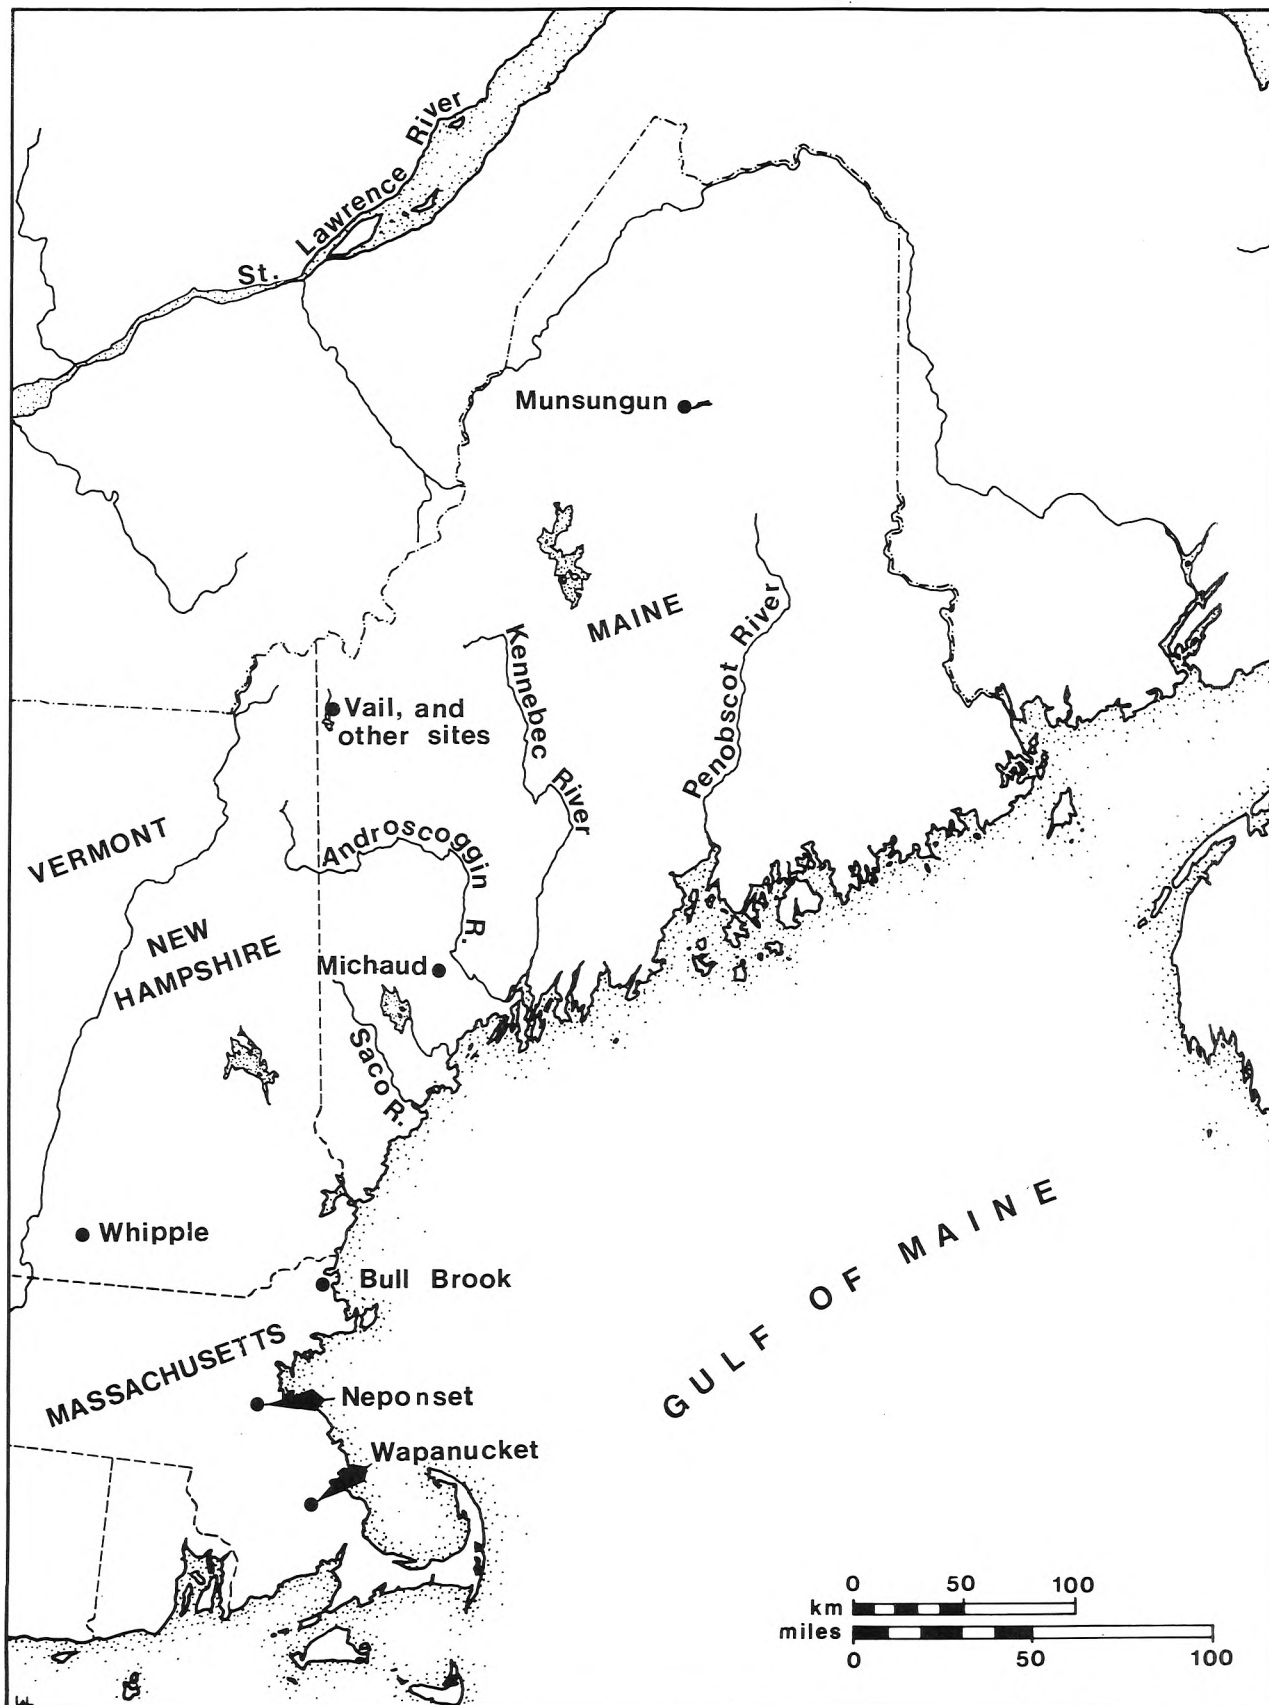 St. Lawrence River
Munsungun
MAINE
Kennebec River
Penobscot River
Vail, and
other sites
VERMONT
Androscoggin R.
NEW
HAMPSHIRE
Michaud
Saco R.
Whipple
Bull Brook
GULF OF MAINE
MASSACHUSETTS
Neponset
Wapanucket
0 50 100
km
miles
0 50 100